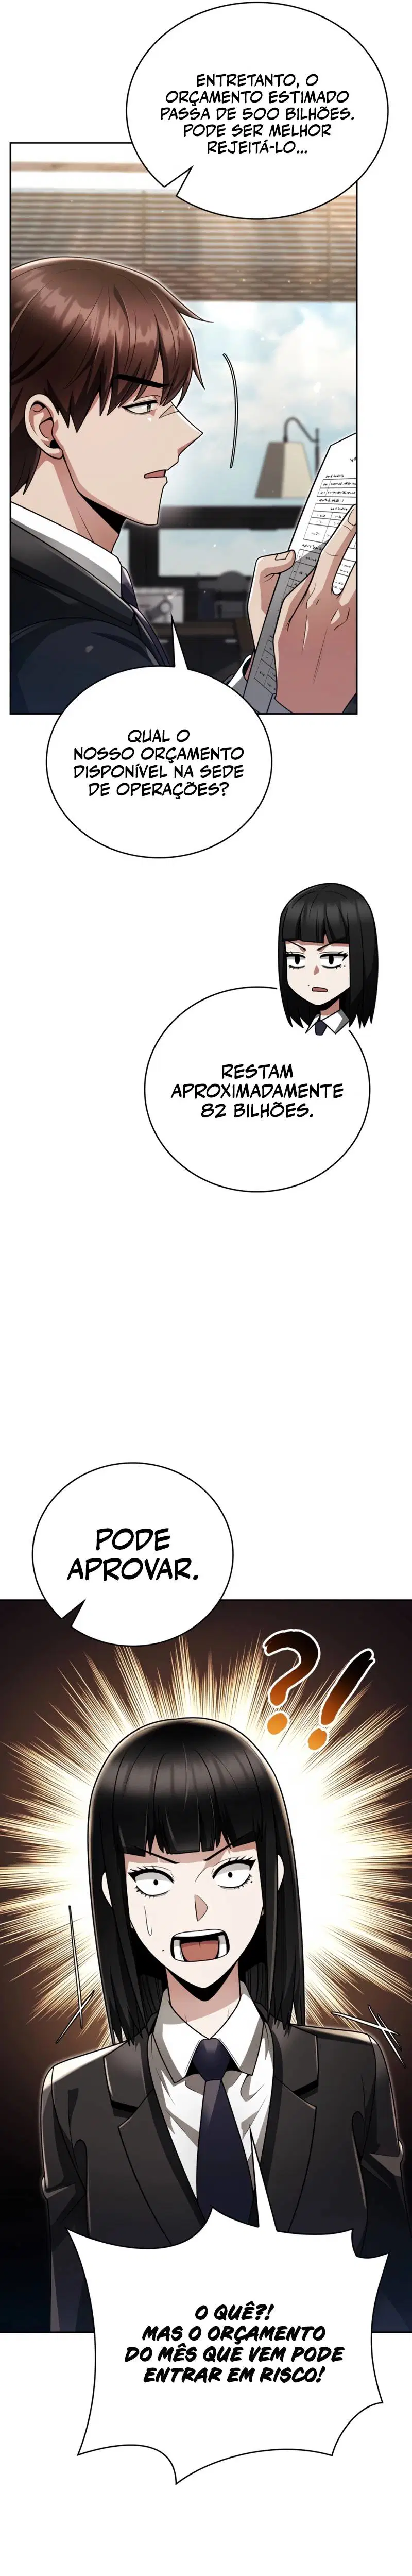 ENTRETANTO, O
ORÇAMENTO ESTIMADO
PASSA DE 500 BILHÕES.
PODE SER MELHOR
REJEITÁ-LO...
QUAL O
NOSSO ORÇAMENTO
DISPONÍVEL NA SEDE
DE OPERAÇÕES?
RESTAM
APROXIMADAMENTE
82 BILHÕES.
PODE
APROVAR.
?!
O QUÊ?!
MAS O ORÇAMENTO
DO MÊS QUE VEM PODE
ENTRAR EM RISCO!